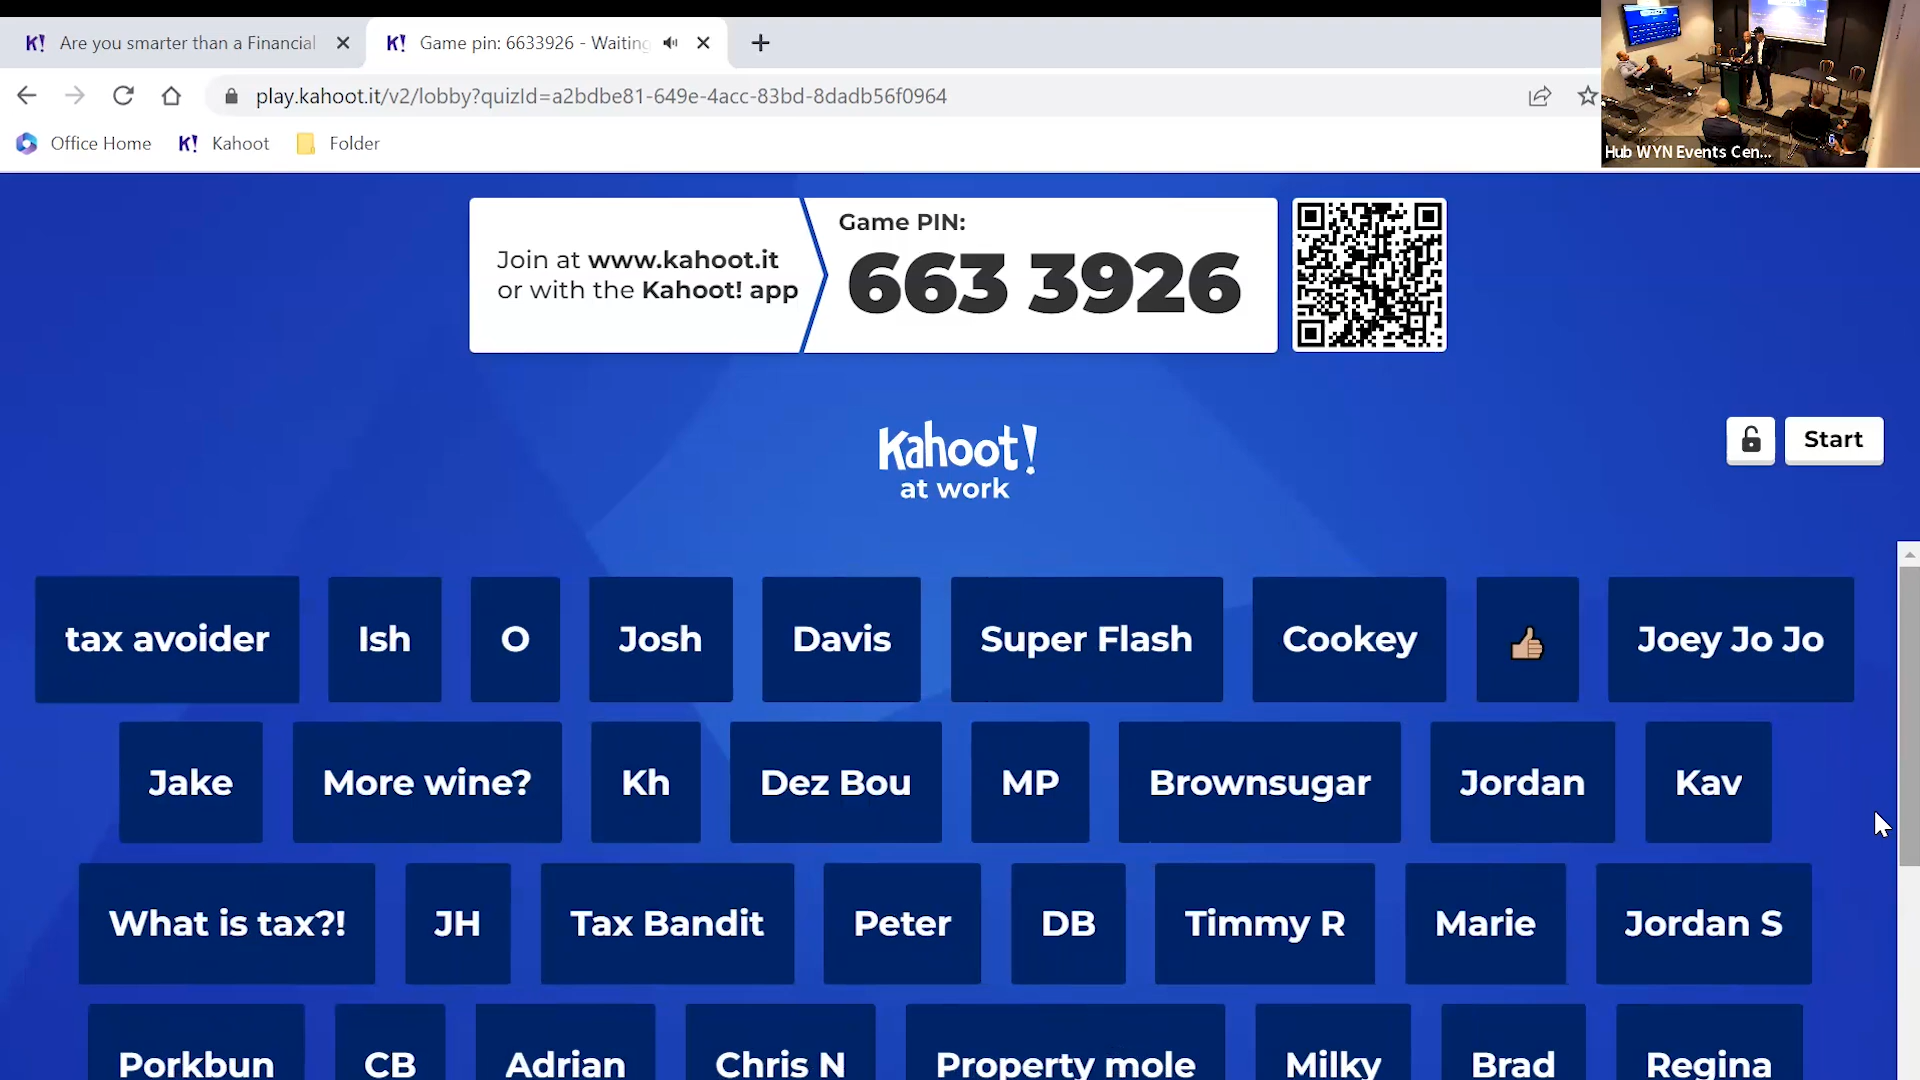 K! Are you smarter than a Financial
K! Game pin: 6633926 - Waiting
play.kahoot.it/v2/lobby?quizId=a2bdbe81-649e-4acc-83bd-8dadb56f0964
Office Home K! Kahoot Folder
Hub WYN Events Cen...
Join at www.kahoot.it
or with the Kahoot! app
Game PIN:
663 3926
Kahoot!
at work
Start
tax avoider Ish O Josh Davis Super Flash Cookey 👍🏼 Joey Jo Jo
Jake More wine? Kh Dez Bou MP Brownsugar Jordan Kav
What is tax?! JH Tax Bandit Peter DB Timmy R Marie Jordan S
Porkbun CB Adrian Chris N Property mole Milky Brad Regina